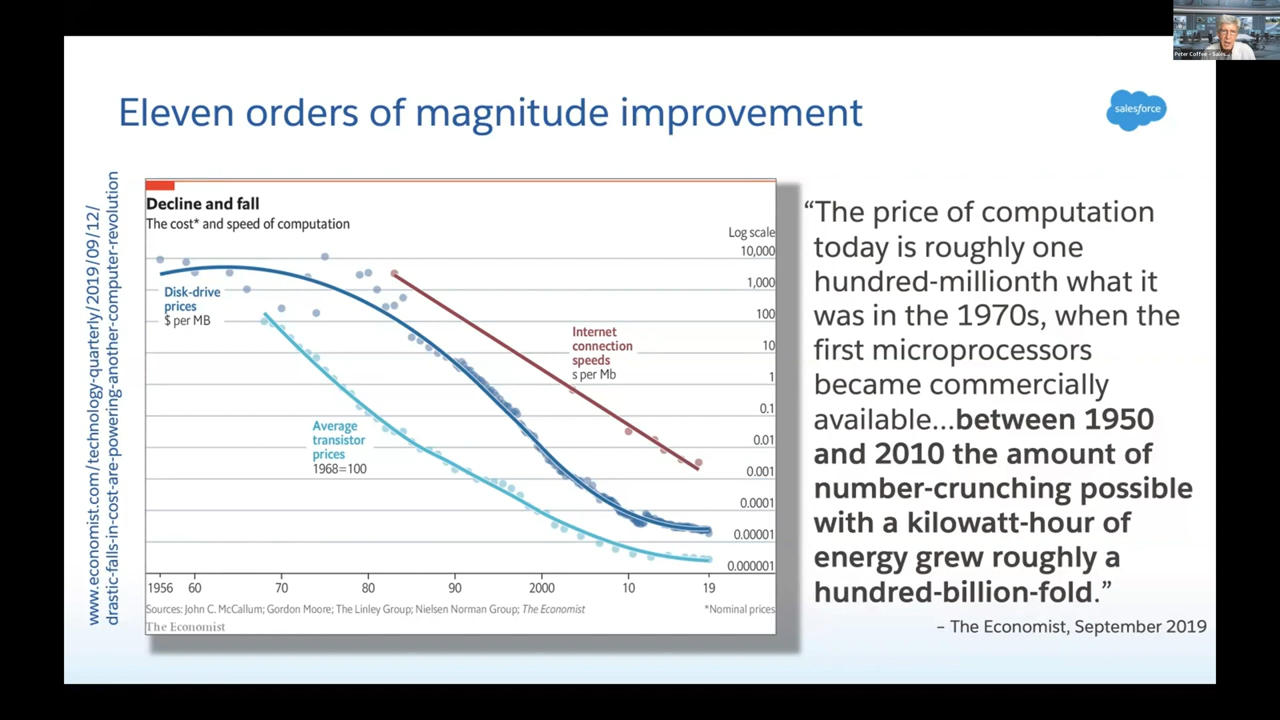 Peter Coffee - Sales...
Eleven orders of magnitude improvement
salesforce
www.economist.com/technology-quarterly/2019/09/12/
drastic-falls-in-cost-are-powering-another-computer-revolution
Decline and fall
The cost* and speed of computation
Log scale
10,000
1,000
100
10
1
0.1
0.01
0.001
0.0001
0.00001
0.000001
Disk-drive
prices
$ per MB
Internet
connection
speeds
s per Mb
Average
transistor
prices
1968=100
1956 60 70 80 90 2000 10 19
Sources: John C. McCallum; Gordon Moore; The Linley Group; Nielsen Norman Group; The Economist
*Nominal prices
The Economist
“The price of computation
today is roughly one
hundred-millionth what it
was in the 1970s, when the
first microprocessors
became commercially
available...between 1950
and 2010 the amount of
number-crunching possible
with a kilowatt-hour of
energy grew roughly a
hundred-billion-fold.”
– The Economist, September 2019